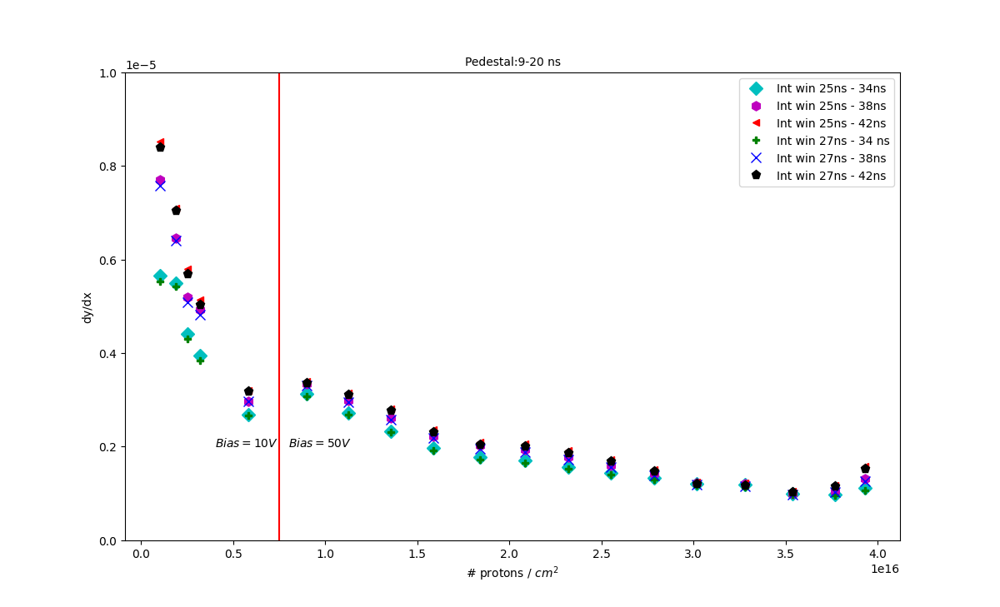 Pedestal:9-20 ns
1e−5
1.0
0.8
0.6
0.4
0.2
0.0
dy/dx
Int win 25ns - 34ns
Int win 25ns - 38ns
Int win 25ns - 42ns
Int win 27ns - 34 ns
Int win 27ns - 38ns
Int win 27ns - 42ns
Bias = 10V
Bias = 50V
0.0 0.5 1.0 1.5 2.0 2.5 3.0 3.5 4.0
1e16
# protons / cm²